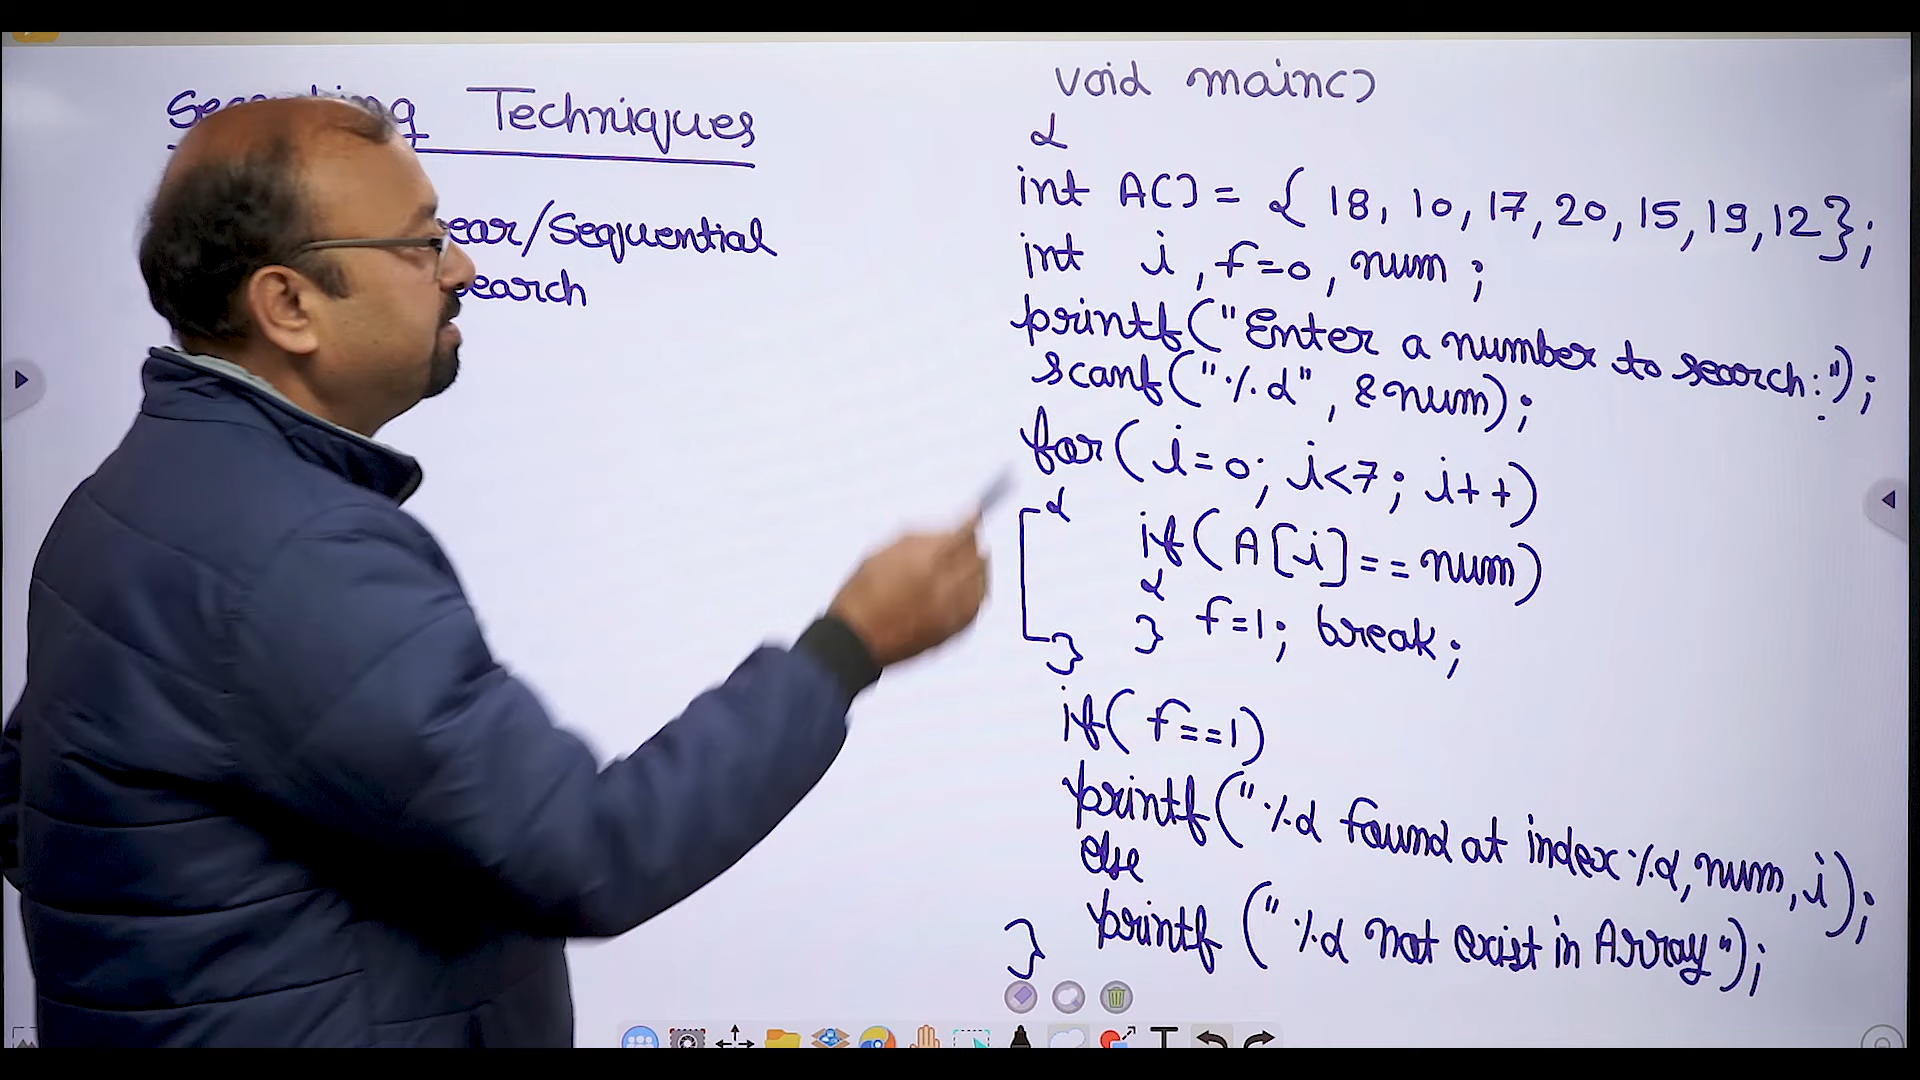 Techniques
/Sequential
void main()
{
int A[] = { 18, 10, 17, 20, 15, 19, 12 };
int i, f=0, num;
printf("Enter a number to search:");
scanf("%d", &num);
for( i=0; i<7; i++)
{
if( A[i] == num)
{
} f=1; break;
}
if( f==1)
printf("%d found at index %d, num, i);
else
printf ("%d not exist in Array");
}
T